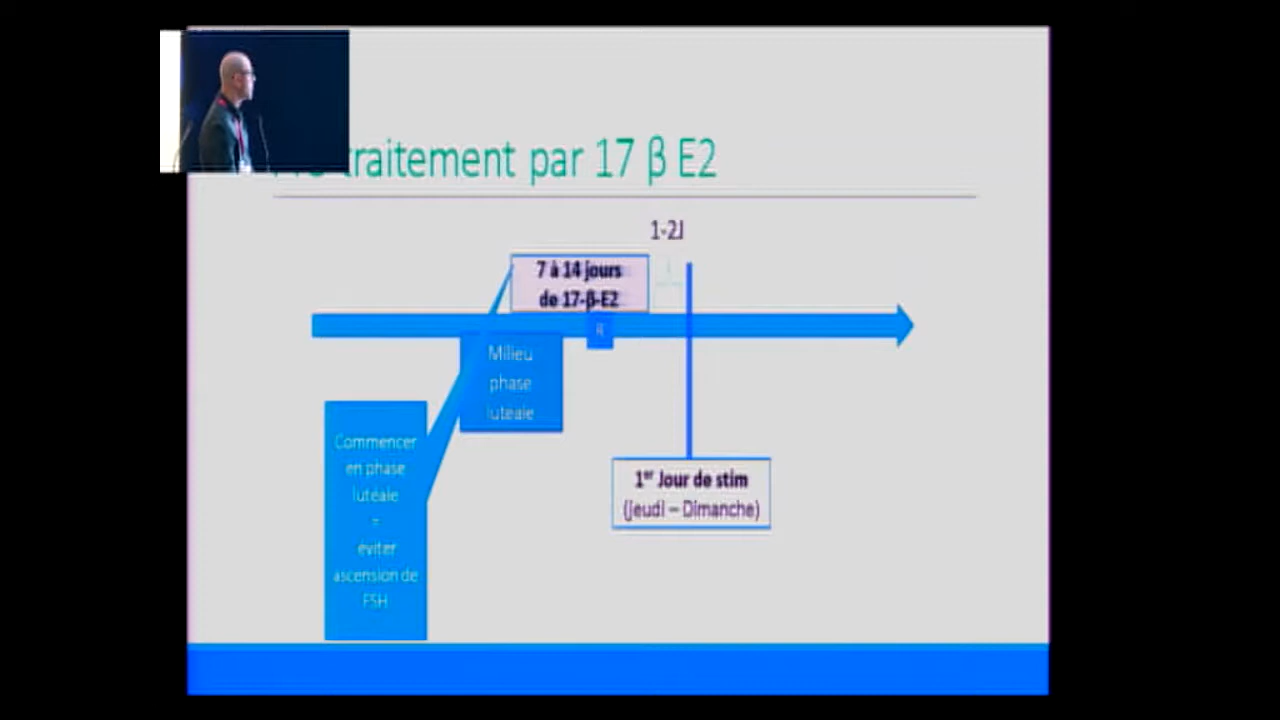 traitement par 17 β E2
1-2J
7 à 14 jours
de 17-β-E2
R
Milieu
phase
lutéale
Commencer
en phase
lutéale
=
éviter
ascension de
FSH
1er Jour de stim
(jeudi – Dimanche)